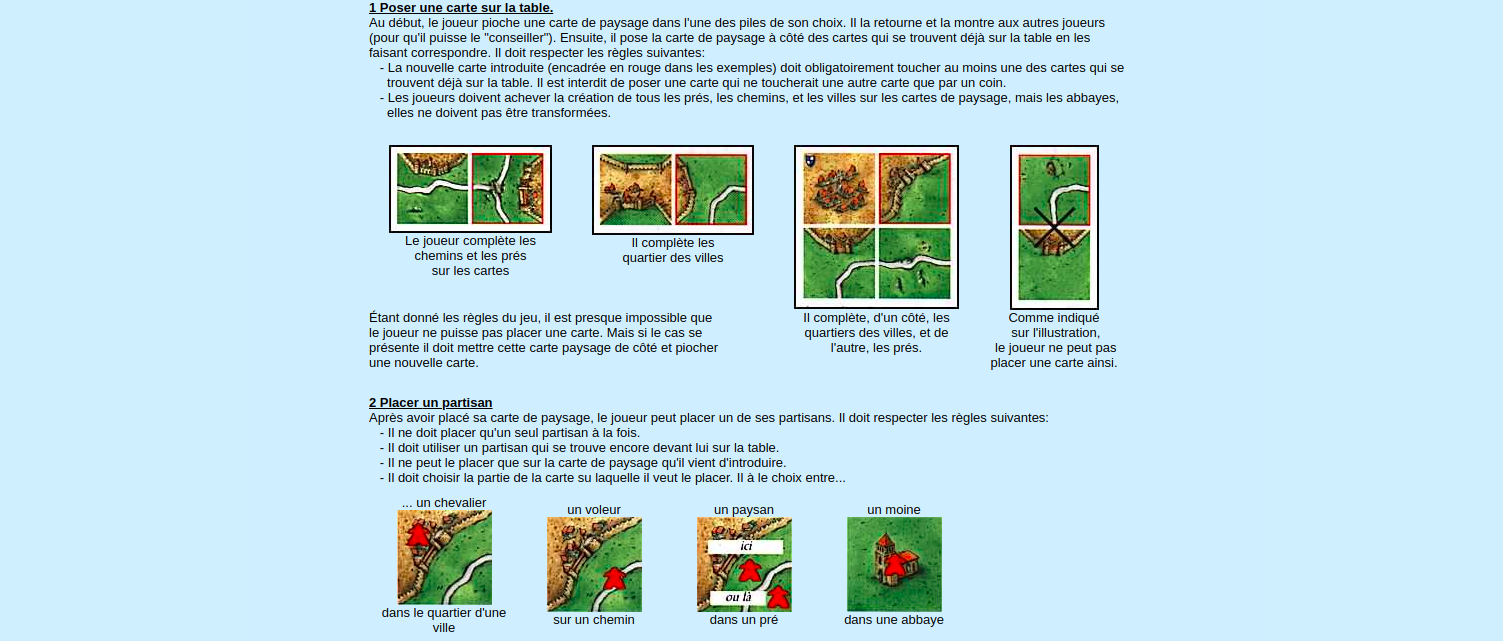 1 Poser une carte sur la table.
Au début, le joueur pioche une carte de paysage dans l'une des piles de son choix. Il la retourne et la montre aux autres joueurs
(pour qu'il puisse le "conseiller"). Ensuite, il pose la carte de paysage à côté des cartes qui se trouvent déjà sur la table en les
faisant correspondre. Il doit respecter les règles suivantes:
- La nouvelle carte introduite (encadrée en rouge dans les exemples) doit obligatoirement toucher au moins une des cartes qui se
trouvent déjà sur la table. Il est interdit de poser une carte qui ne toucherait une autre carte que par un coin.
- Les joueurs doivent achever la création de tous les prés, les chemins, et les villes sur les cartes de paysage, mais les abbayes,
elles ne doivent pas être transformées.
Le joueur complète les
chemins et les prés
sur les cartes
Il complète les
quartier des villes
Il complète, d'un côté, les
quartiers des villes, et de
l'autre, les prés.
Comme indiqué
sur l'illustration,
le joueur ne peut pas
placer une carte ainsi.
Étant donné les règles du jeu, il est presque impossible que
le joueur ne puisse pas placer une carte. Mais si le cas se
présente il doit mettre cette carte paysage de côté et piocher
une nouvelle carte.
2 Placer un partisan
Après avoir placé sa carte de paysage, le joueur peut placer un de ses partisans. Il doit respecter les règles suivantes:
- Il ne doit placer qu'un seul partisan à la fois.
- Il doit utiliser un partisan qui se trouve encore devant lui sur la table.
- Il ne peut le placer que sur la carte de paysage qu'il vient d'introduire.
- Il doit choisir la partie de la carte su laquelle il veut le placer. Il à le choix entre...
... un chevalier
dans le quartier d'une
ville
un voleur
sur un chemin
un paysan
ici
ou là
dans un pré
un moine
dans une abbaye